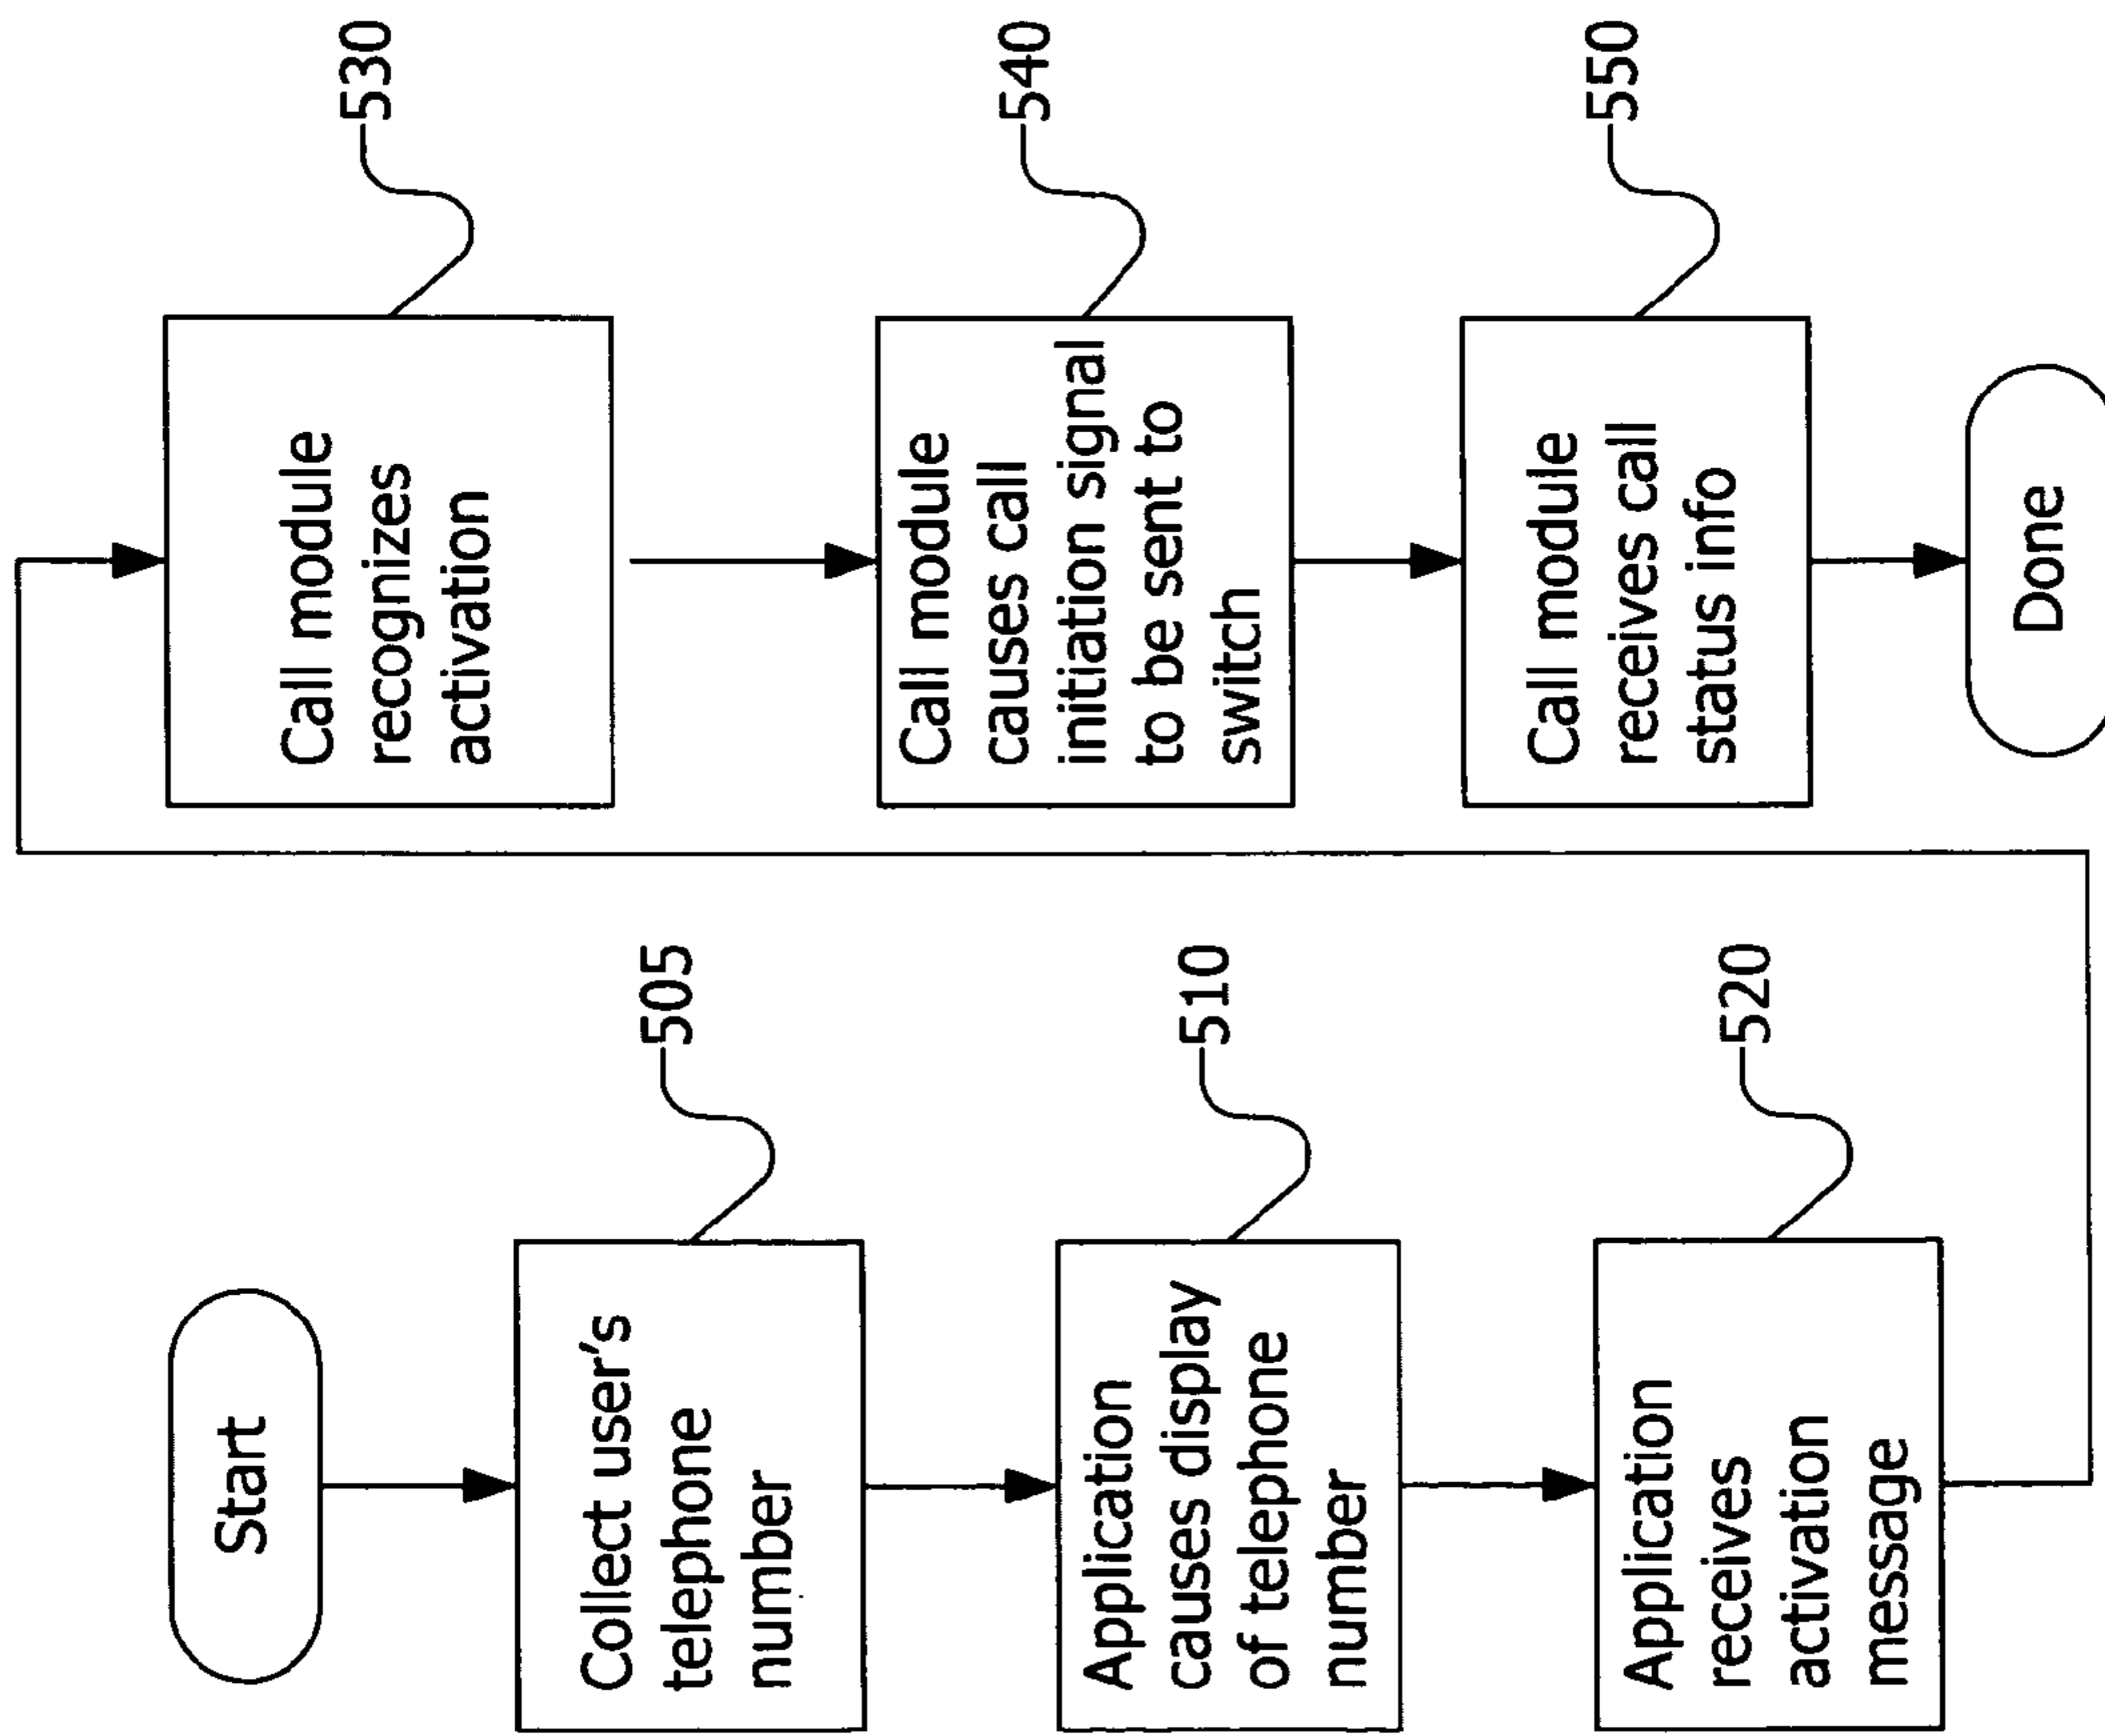 Start
Collect user's
telephone
number
505
Application
causes display
of telephone
number
510
Application
receives
activation
message
520
Call module
recognizes
activation
530
Call module
causes call
initiation signal
to be sent to
switch
540
Call module
receives call
status info
550
Done